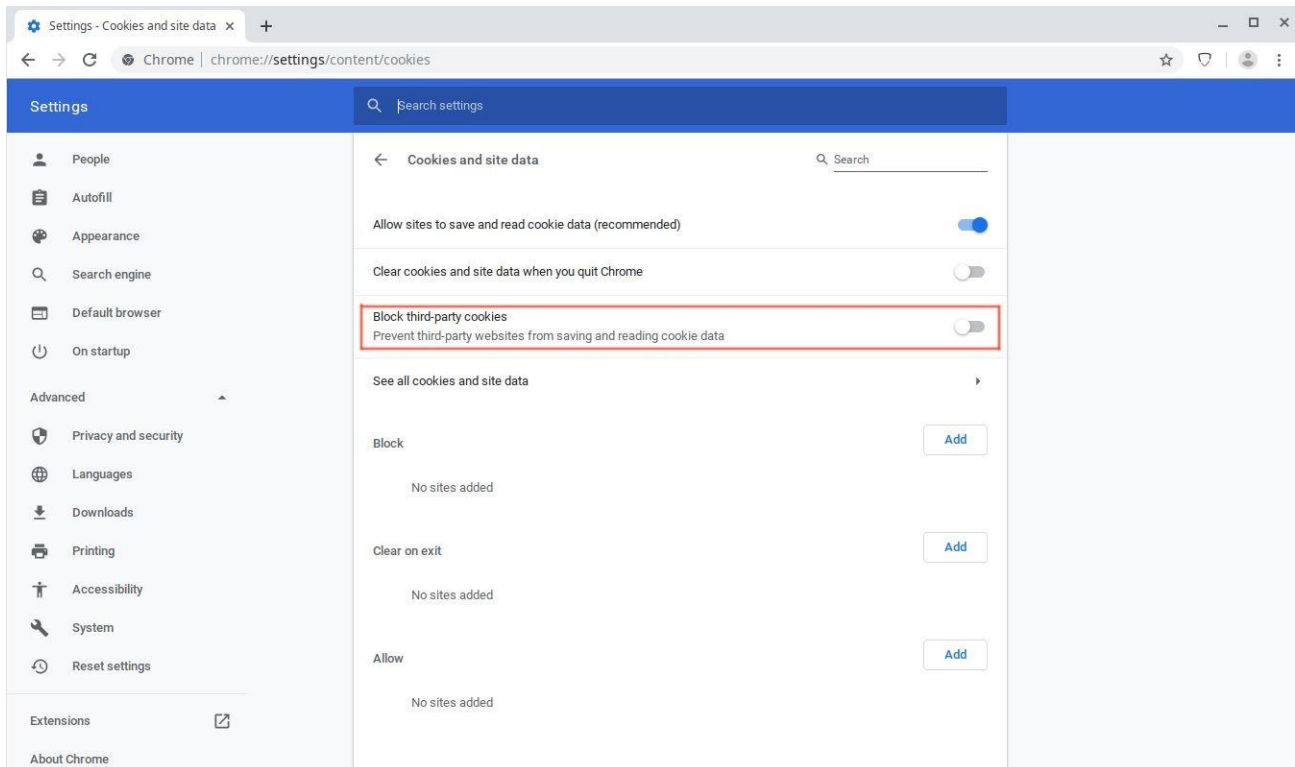 Settings - Cookies and site data
Chrome | chrome://settings/content/cookies
Settings
Search settings
People
Autofill
Appearance
Search engine
Default browser
On startup
Advanced
Privacy and security
Languages
Downloads
Printing
Accessibility
System
Reset settings
Extensions
About Chrome
Cookies and site data
Search
Allow sites to save and read cookie data (recommended)
Clear cookies and site data when you quit Chrome
Block third-party cookies
Prevent third-party websites from saving and reading cookie data
See all cookies and site data
Block
Add
No sites added
Clear on exit
Add
No sites added
Allow
Add
No sites added